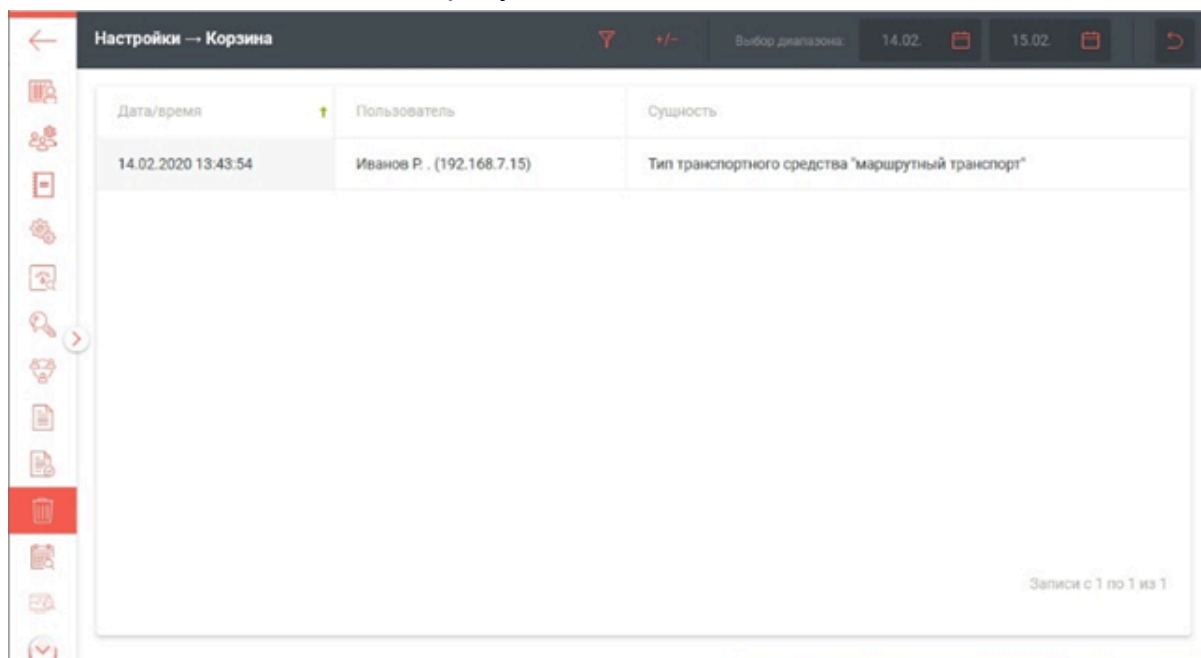 Настройки → Корзина
+/-
Выбор диапазона:
14.02.
15.02.
Дата/время
Пользователь
Сущность
14.02.2020 13:43:54
Иванов Р. . (192.168.7.15)
Тип транспортного средства "маршрутный транспорт"
Записи с 1 по 1 из 1